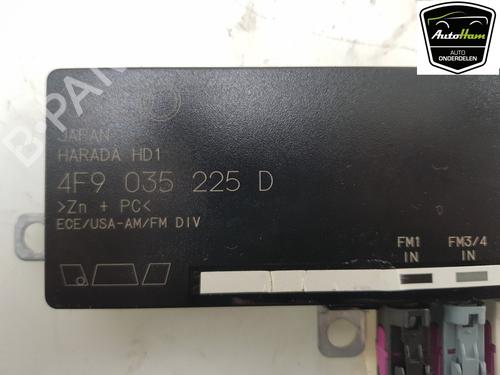 AutoHam
AUTO
ONDERDELEN
B-PAR
JAPAN
HARADA HD1
4F9 035 225 D
>Zn + PC<
ECE/USA-AM/FM DIV
FM1 FM3/4
IN IN